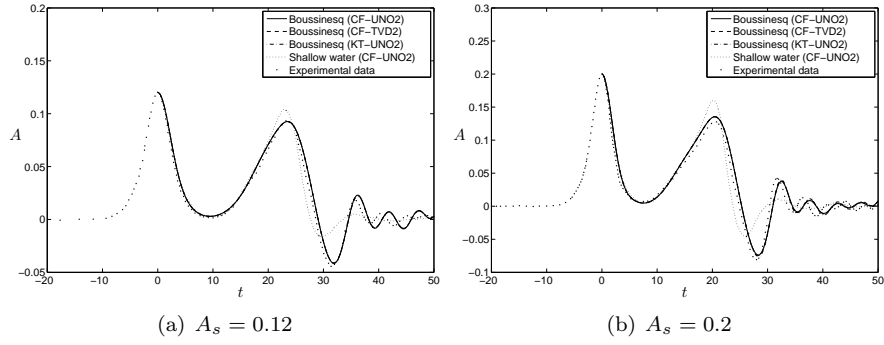 0.2
0.15
0.1
0.05
0
−0.05
A
−20 −10 0 10 20 30 40 50
t
Boussinesq (CF−UNO2)
Boussinesq (CF−TVD2)
Boussinesq (KT−UNO2)
Shallow water (CF−UNO2)
Experimental data
(a) A_s = 0.12
0.3
0.25
0.2
0.15
0.1
0.05
0
−0.05
−0.1
A
−20 −10 0 10 20 30 40 50
t
Boussinesq (CF−UNO2)
Boussinesq (CF−TVD2)
Boussinesq (KT−UNO2)
Shallow water (CF−UNO2)
Experimental data
(b) A_s = 0.2